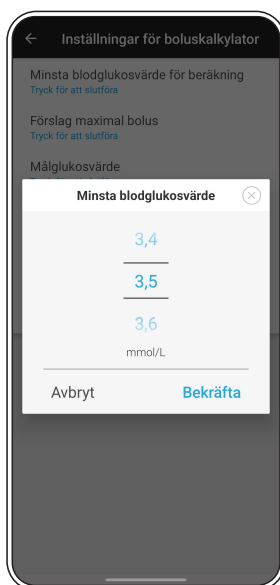 Inställningar för boluskalkylator
Minsta blodglukosvärde för beräkning
Tryck för att slutföra
Förslag maximal bolus
Tryck för att slutföra
Målglukosvärde
Minsta blodglukosvärde
3,4
3,5
3,6
mmol/L
Avbryt
Bekräfta